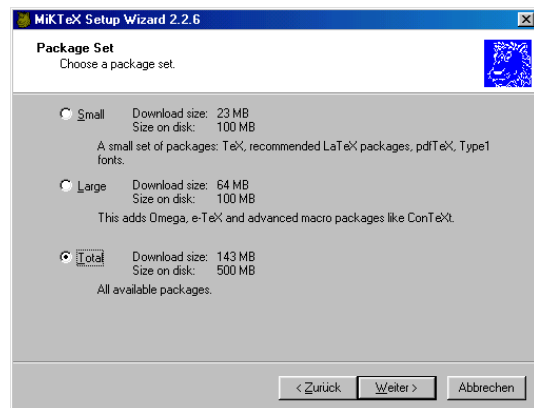 MiKTeX Setup Wizard 2.2.6
Package Set
Choose a package set.
Small Download size: 23 MB
Size on disk: 100 MB
A small set of packages: TeX, recommended LaTeX packages, pdfTeX, Type1
fonts.
Large Download size: 64 MB
Size on disk: 100 MB
This adds Omega, e-TeX and advanced macro packages like ConTeXt.
Total Download size: 143 MB
Size on disk: 500 MB
All available packages.
< Zurück Weiter > Abbrechen